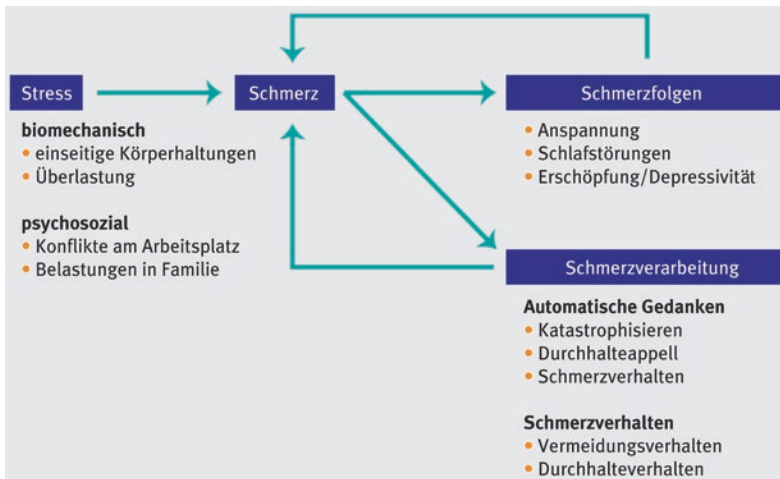 Stress
Schmerz
Schmerzfolgen
biomechanisch
• einseitige Körperhaltungen
• Überlastung
psychosozial
• Konflikte am Arbeitsplatz
• Belastungen in Familie
• Anspannung
• Schlafstörungen
• Erschöpfung/Depressivität
Schmerzverarbeitung
Automatische Gedanken
• Katastrophisieren
• Durchhalteappell
• Schmerzverhalten
Schmerzverhalten
• Vermeidungsverhalten
• Durchhalteverhalten